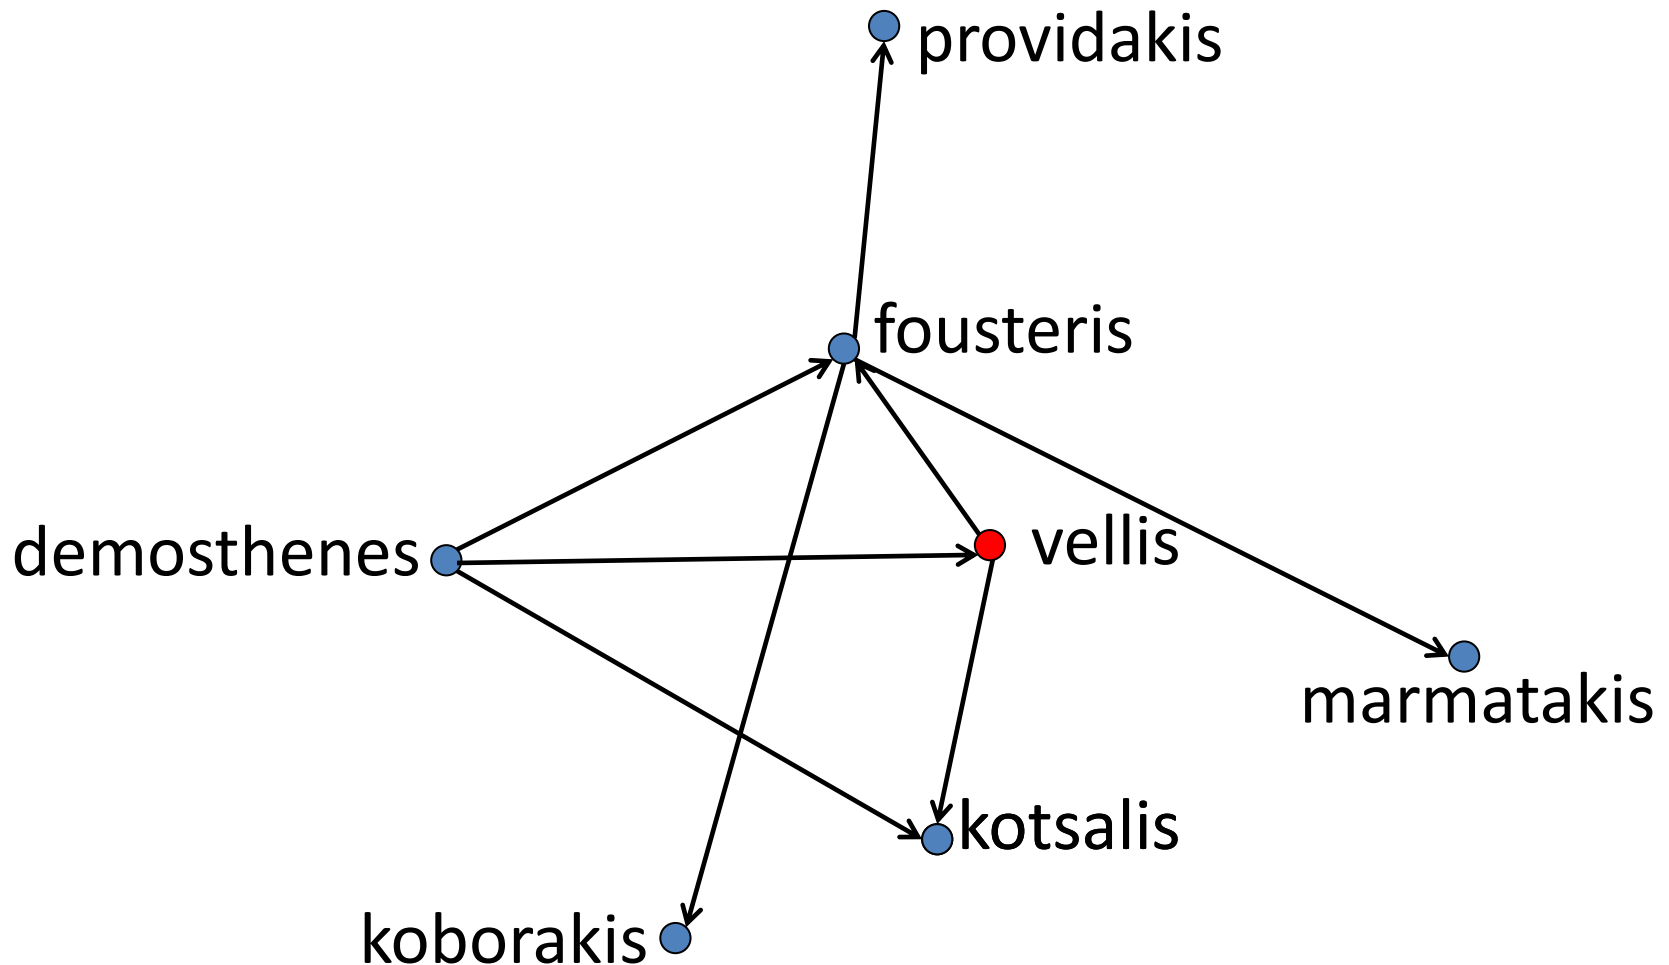 providakis
fousteris
demosthenes
vellis
marmatakis
kotsalis
koborakis